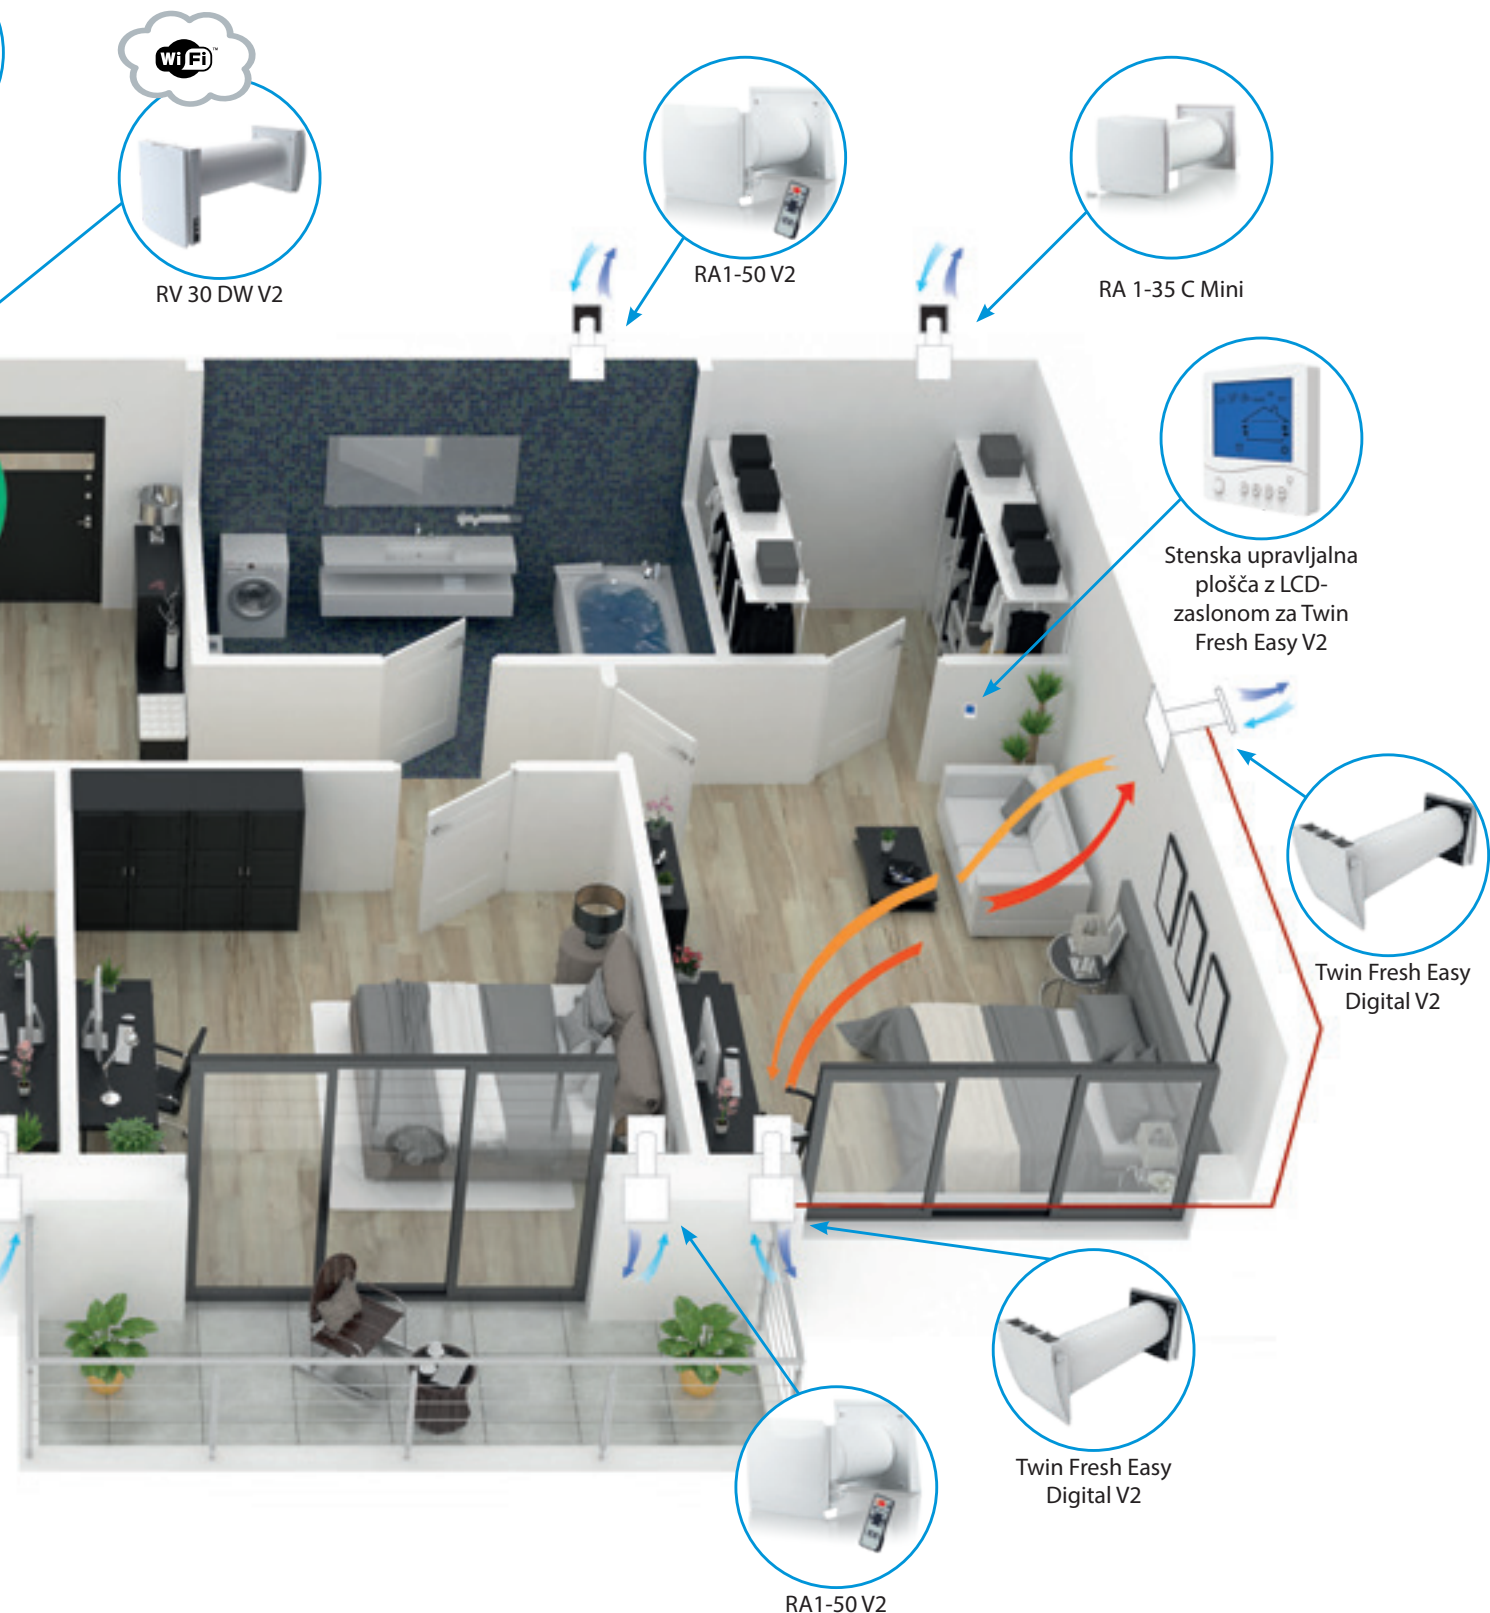 Wi Fi™
RV 30 DW V2
RA1-50 V2
RA 1-35 C Mini
Stenska upravljalna
plošča z LCD-
zaslonom za Twin
Fresh Easy V2
Twin Fresh Easy
Digital V2
Twin Fresh Easy
Digital V2
RA1-50 V2